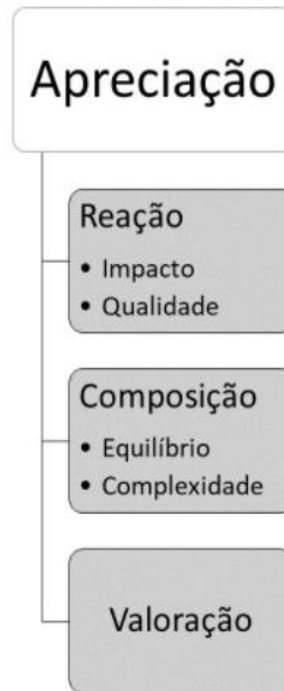 Apreciação
Reação
• Impacto
• Qualidade
Composição
• Equilíbrio
• Complexidade
Valoração